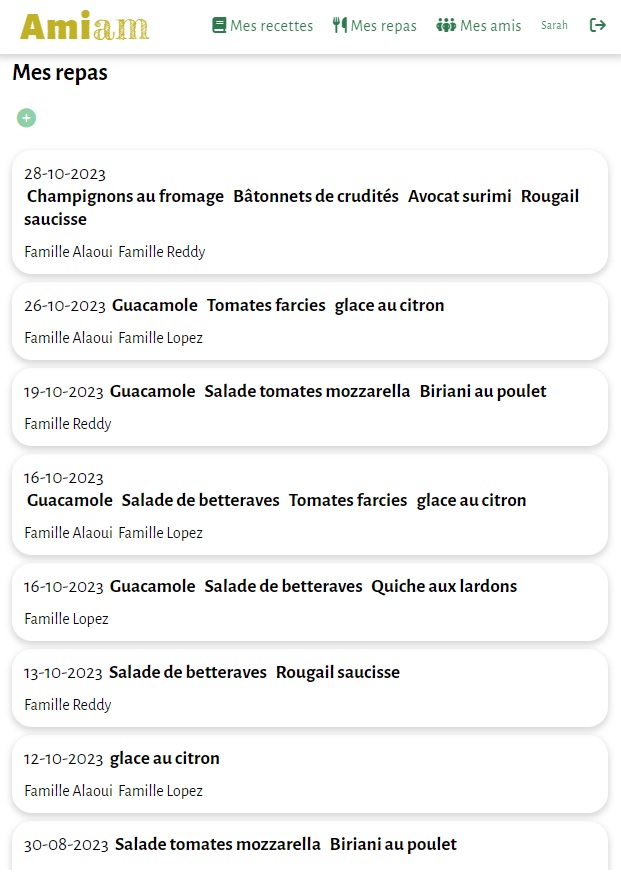 Amiam
Mes recettes
Mes repas
Mes amis
Sarah
Mes repas
28-10-2023
Champignons au fromage Bâtonnets de crudités Avocat surimi Rougail
saucisse
Famille Alaoui Famille Reddy
26-10-2023 Guacamole Tomates farcies glace au citron
Famille Alaoui Famille Lopez
19-10-2023 Guacamole Salade tomates mozzarella Biriani au poulet
Famille Reddy
16-10-2023
Guacamole Salade de betteraves Tomates farcies glace au citron
Famille Alaoui Famille Lopez
16-10-2023 Guacamole Salade de betteraves Quiche aux lardons
Famille Lopez
13-10-2023 Salade de betteraves Rougail saucisse
Famille Reddy
12-10-2023 glace au citron
Famille Alaoui Famille Lopez
30-08-2023 Salade tomates mozzarella Biriani au poulet